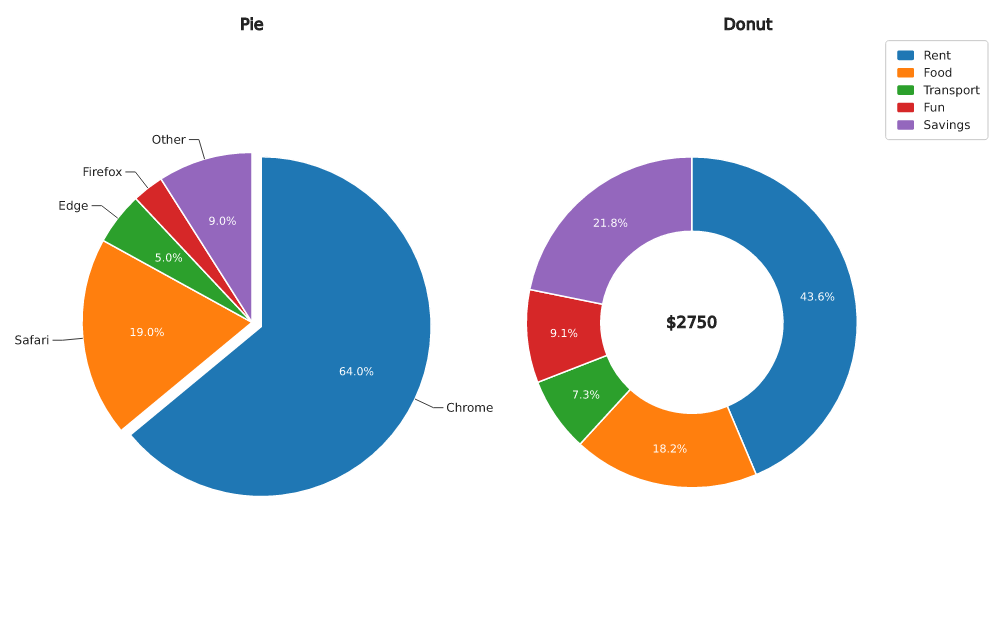 Pie
Other
Firefox
Edge
Safari
Chrome
9.0%
5.0%
19.0%
64.0%
Donut
Rent
Food
Transport
Fun
Savings
21.8%
43.6%
9.1%
$2750
7.3%
18.2%